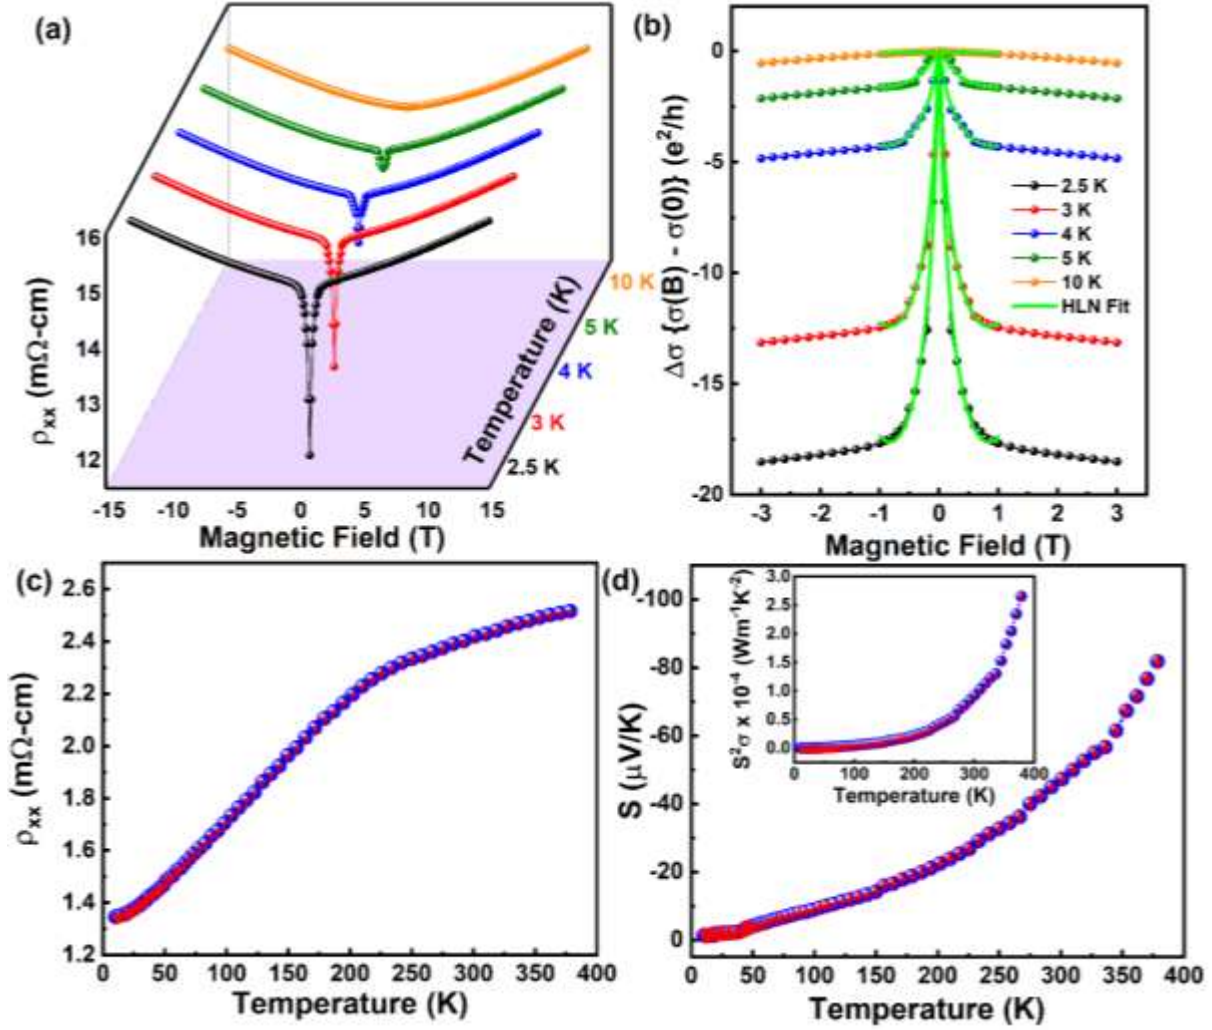 (a)
16
15
14
13
12
ρxx (mΩ-cm)
-15 -10 -5 0 5 10 15
Magnetic Field (T)
Temperature (K)
10 K
5 K
4 K
3 K
2.5 K
(b)
0
-5
-10
-15
-20
Δσ {σ(B) - σ(0)} (e²/h)
2.5 K
3 K
4 K
5 K
10 K
HLN Fit
-3 -2 -1 0 1 2 3
Magnetic Field (T)
(c)
2.6
2.4
2.2
2.0
1.8
1.6
1.4
1.2
ρxx (mΩ-cm)
0 50 100 150 200 250 300 350 400
Temperature (K)
(d)
-100
-80
-60
-40
-20
0
S (μV/K)
3.0
2.5
2.0
1.5
1.0
0.5
0.0
S²σ x 10⁻⁴ (Wm⁻¹K⁻²)
0 100 200 300 400
Temperature (K)
0 50 100 150 200 250 300 350 400
Temperature (K)